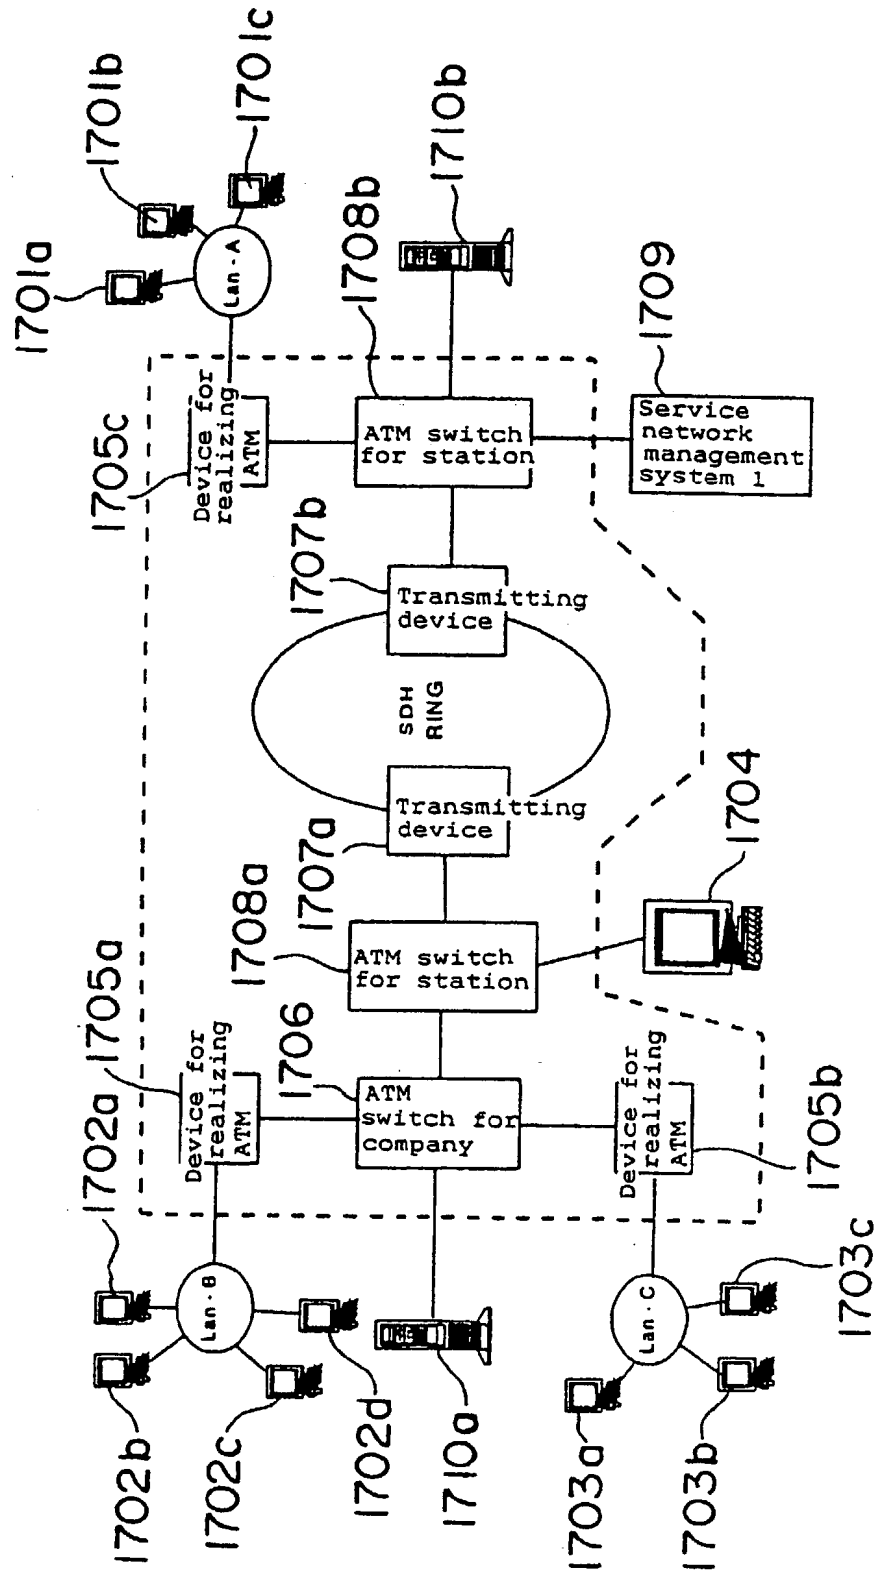 1701a
1701b
1701c
Lan·A
1705c
Device for
realizing
ATM
1708b
ATM switch
for station
1710b
1709
Service
network
management
system 1
1707b
Transmitting
device
SDH
RING
1707a
Transmitting
device
1708a
ATM switch
for station
1704
1706
ATM
switch for
company
1702a
1705a
Device for
realizing
ATM
Device for
realizing
ATM
1705b
Lan·B
1702b
1702c
1702d
1710a
Lan·C
1703a
1703b
1703c